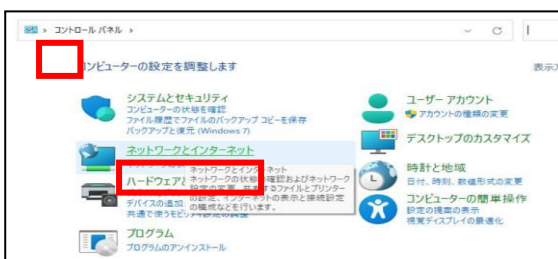 コントロール パネル
コンピューターの設定を調整します
表示
システムとセキュリティ
コンピューターの状態を確認
ファイル履歴でファイルのバックアップ コピーを保存
バックアップと復元 (Windows 7)
ネットワークとインターネット
ネットワークとインターネット
ネットワークの状態の確認およびネットワーク
設定の変更、共有するファイルとプリンター
の設定、インターネットの表示と接続設定
の構成などを行います。
ハードウェアと
デバイスの追加
プログラム
プログラムのアンインストール
ユーザー アカウント
アカウントの種類の変更
デスクトップのカスタマイズ
時計と地域
日付、時刻、数値形式の変更
コンピューターの簡単操作
設定の提案の表示
視覚ディスプレイの最適化